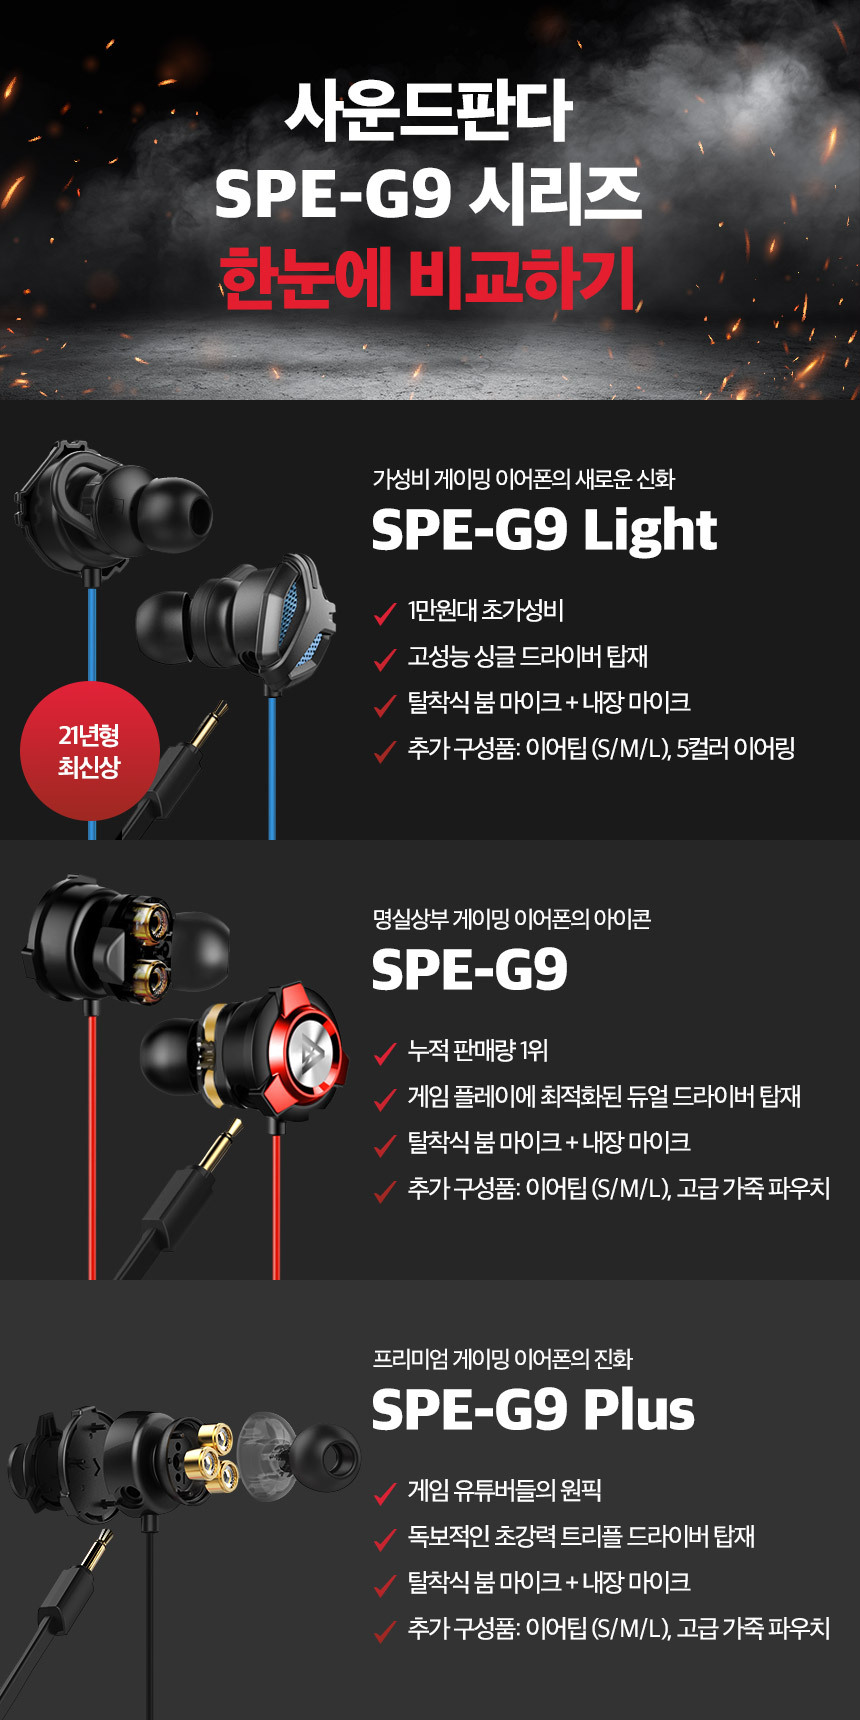 사운드판다
SPE-G9 시리즈
한눈에 비교하기
가성비 게이밍 이어폰의 새로운 신화
SPE-G9 Light
1만원대 초가성비
고성능 싱글 드라이버 탑재
탈착식 붐 마이크 + 내장 마이크
추가 구성품: 이어팁 (S/M/L), 5컬러 이어링
21년형
최신상
명실상부 게이밍 이어폰의 아이콘
SPE-G9
누적 판매량 1위
게임 플레이에 최적화된 듀얼 드라이버 탑재
탈착식 붐 마이크 + 내장 마이크
추가 구성품: 이어팁 (S/M/L), 고급 가죽 파우치
프리미엄 게이밍 이어폰의 진화
SPE-G9 Plus
게임 유튜버들의 원픽
독보적인 초강력 트리플 드라이버 탑재
탈착식 붐 마이크 + 내장 마이크
추가 구성품: 이어팁 (S/M/L), 고급 가죽 파우치